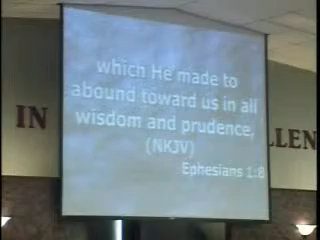 which He made to
abound toward us in all
wisdom and prudence,
(NKJV)
Ephesians 1:8
IN
LLEN